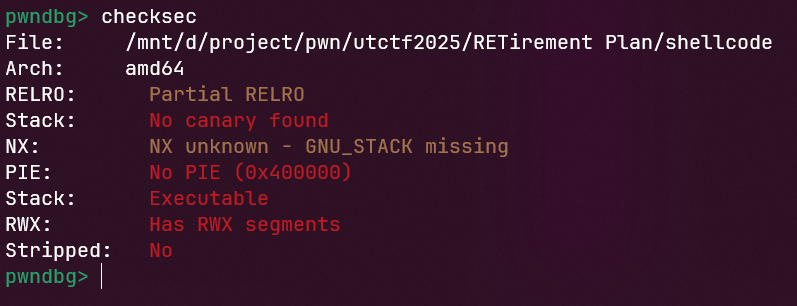 pwndbg> checksec
File:     /mnt/d/project/pwn/utctf2025/RETirement Plan/shellcode
Arch:     amd64
RELRO:      Partial RELRO
Stack:      No canary found
NX:         NX unknown - GNU_STACK missing
PIE:        No PIE (0x400000)
Stack:      Executable
RWX:        Has RWX segments
Stripped:   No
pwndbg>